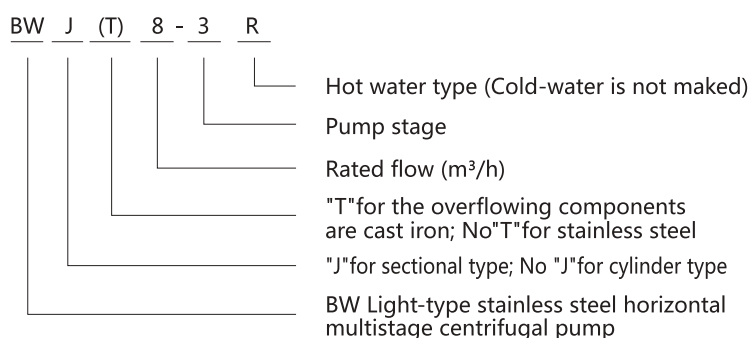 BW J (T) 8 - 3 R
Hot water type (Cold-water is not maked)
Pump stage
Rated flow (m³/h)
"T"for the overflowing components
are cast iron; No"T"for stainless steel
"J"for sectional type; No "J"for cylinder type
BW Light-type stainless steel horizontal
multistage centrifugal pump